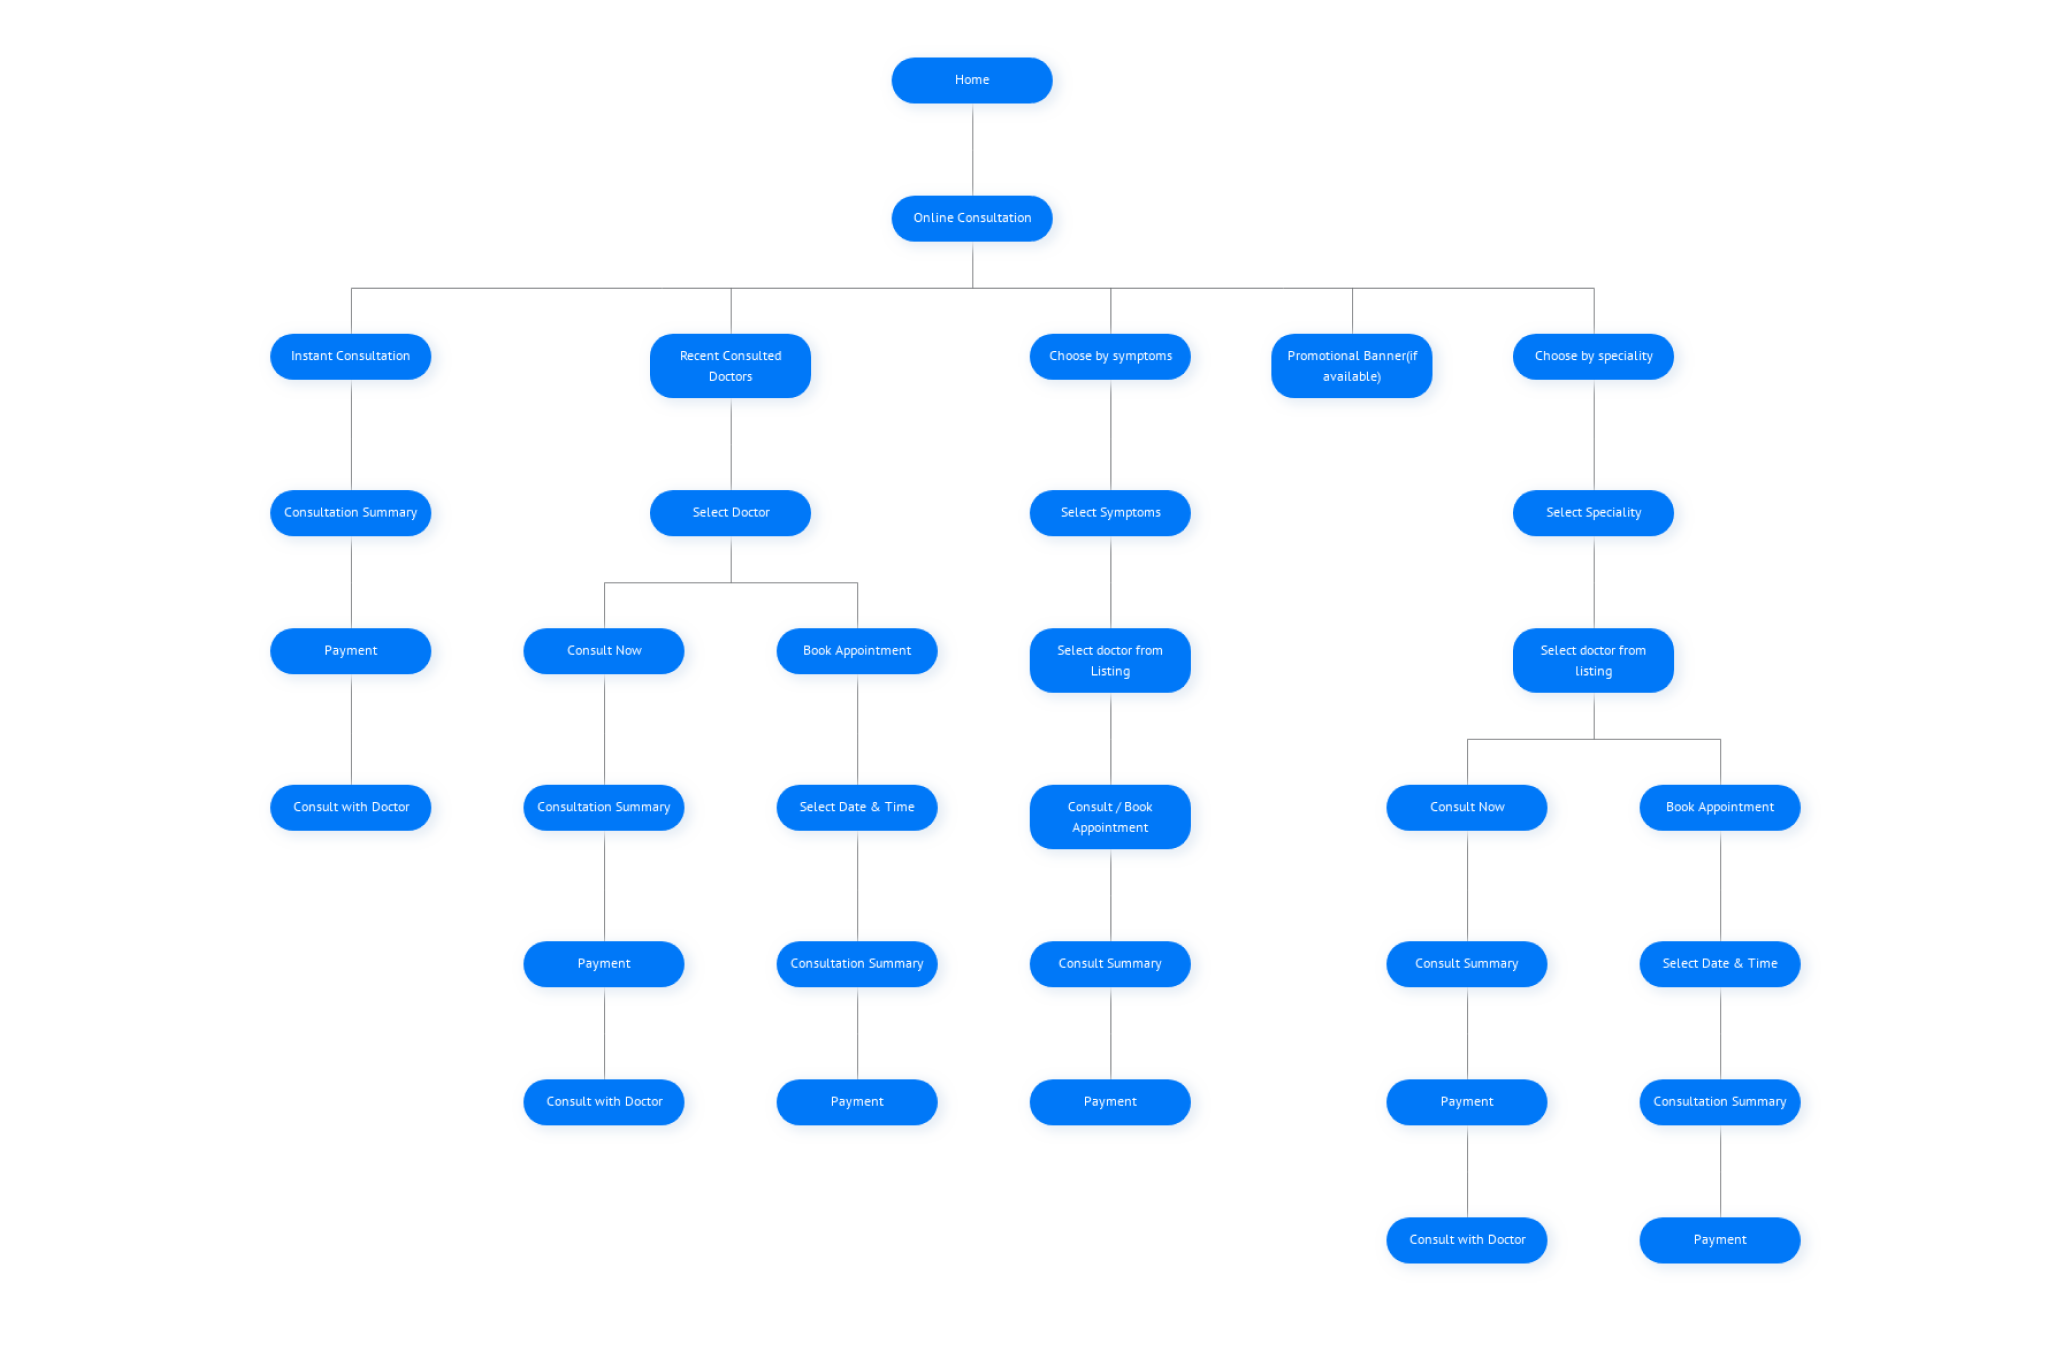 Home
Online Consultation
Instant Consultation
Recent Consulted
Doctors
Choose by symptoms
Promotional Banner(if
available)
Choose by speciality
Consultation Summary
Select Doctor
Select Symptoms
Select Speciality
Payment
Consult Now
Book Appointment
Select doctor from
Listing
Select doctor from
listing
Consult with Doctor
Consultation Summary
Select Date & Time
Consult / Book
Appointment
Consult Now
Book Appointment
Payment
Consultation Summary
Consult Summary
Consult Summary
Select Date & Time
Consult with Doctor
Payment
Payment
Payment
Consultation Summary
Consult with Doctor
Payment